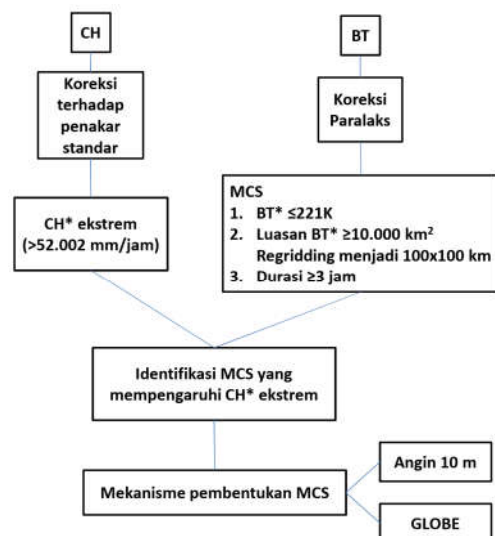 CH
Koreksi
terhadap
penakar
standar
CH* ekstrem
(>52.002 mm/jam)
BT
Koreksi
Paralaks
MCS
1. BT* ≤221K
2. Luasan BT* ≥10.000 km²
Regridding menjadi 100x100 km
3. Durasi ≥3 jam
Identifikasi MCS yang
mempengaruhi CH* ekstrem
Mekanisme pembentukan MCS
Angin 10 m
GLOBE